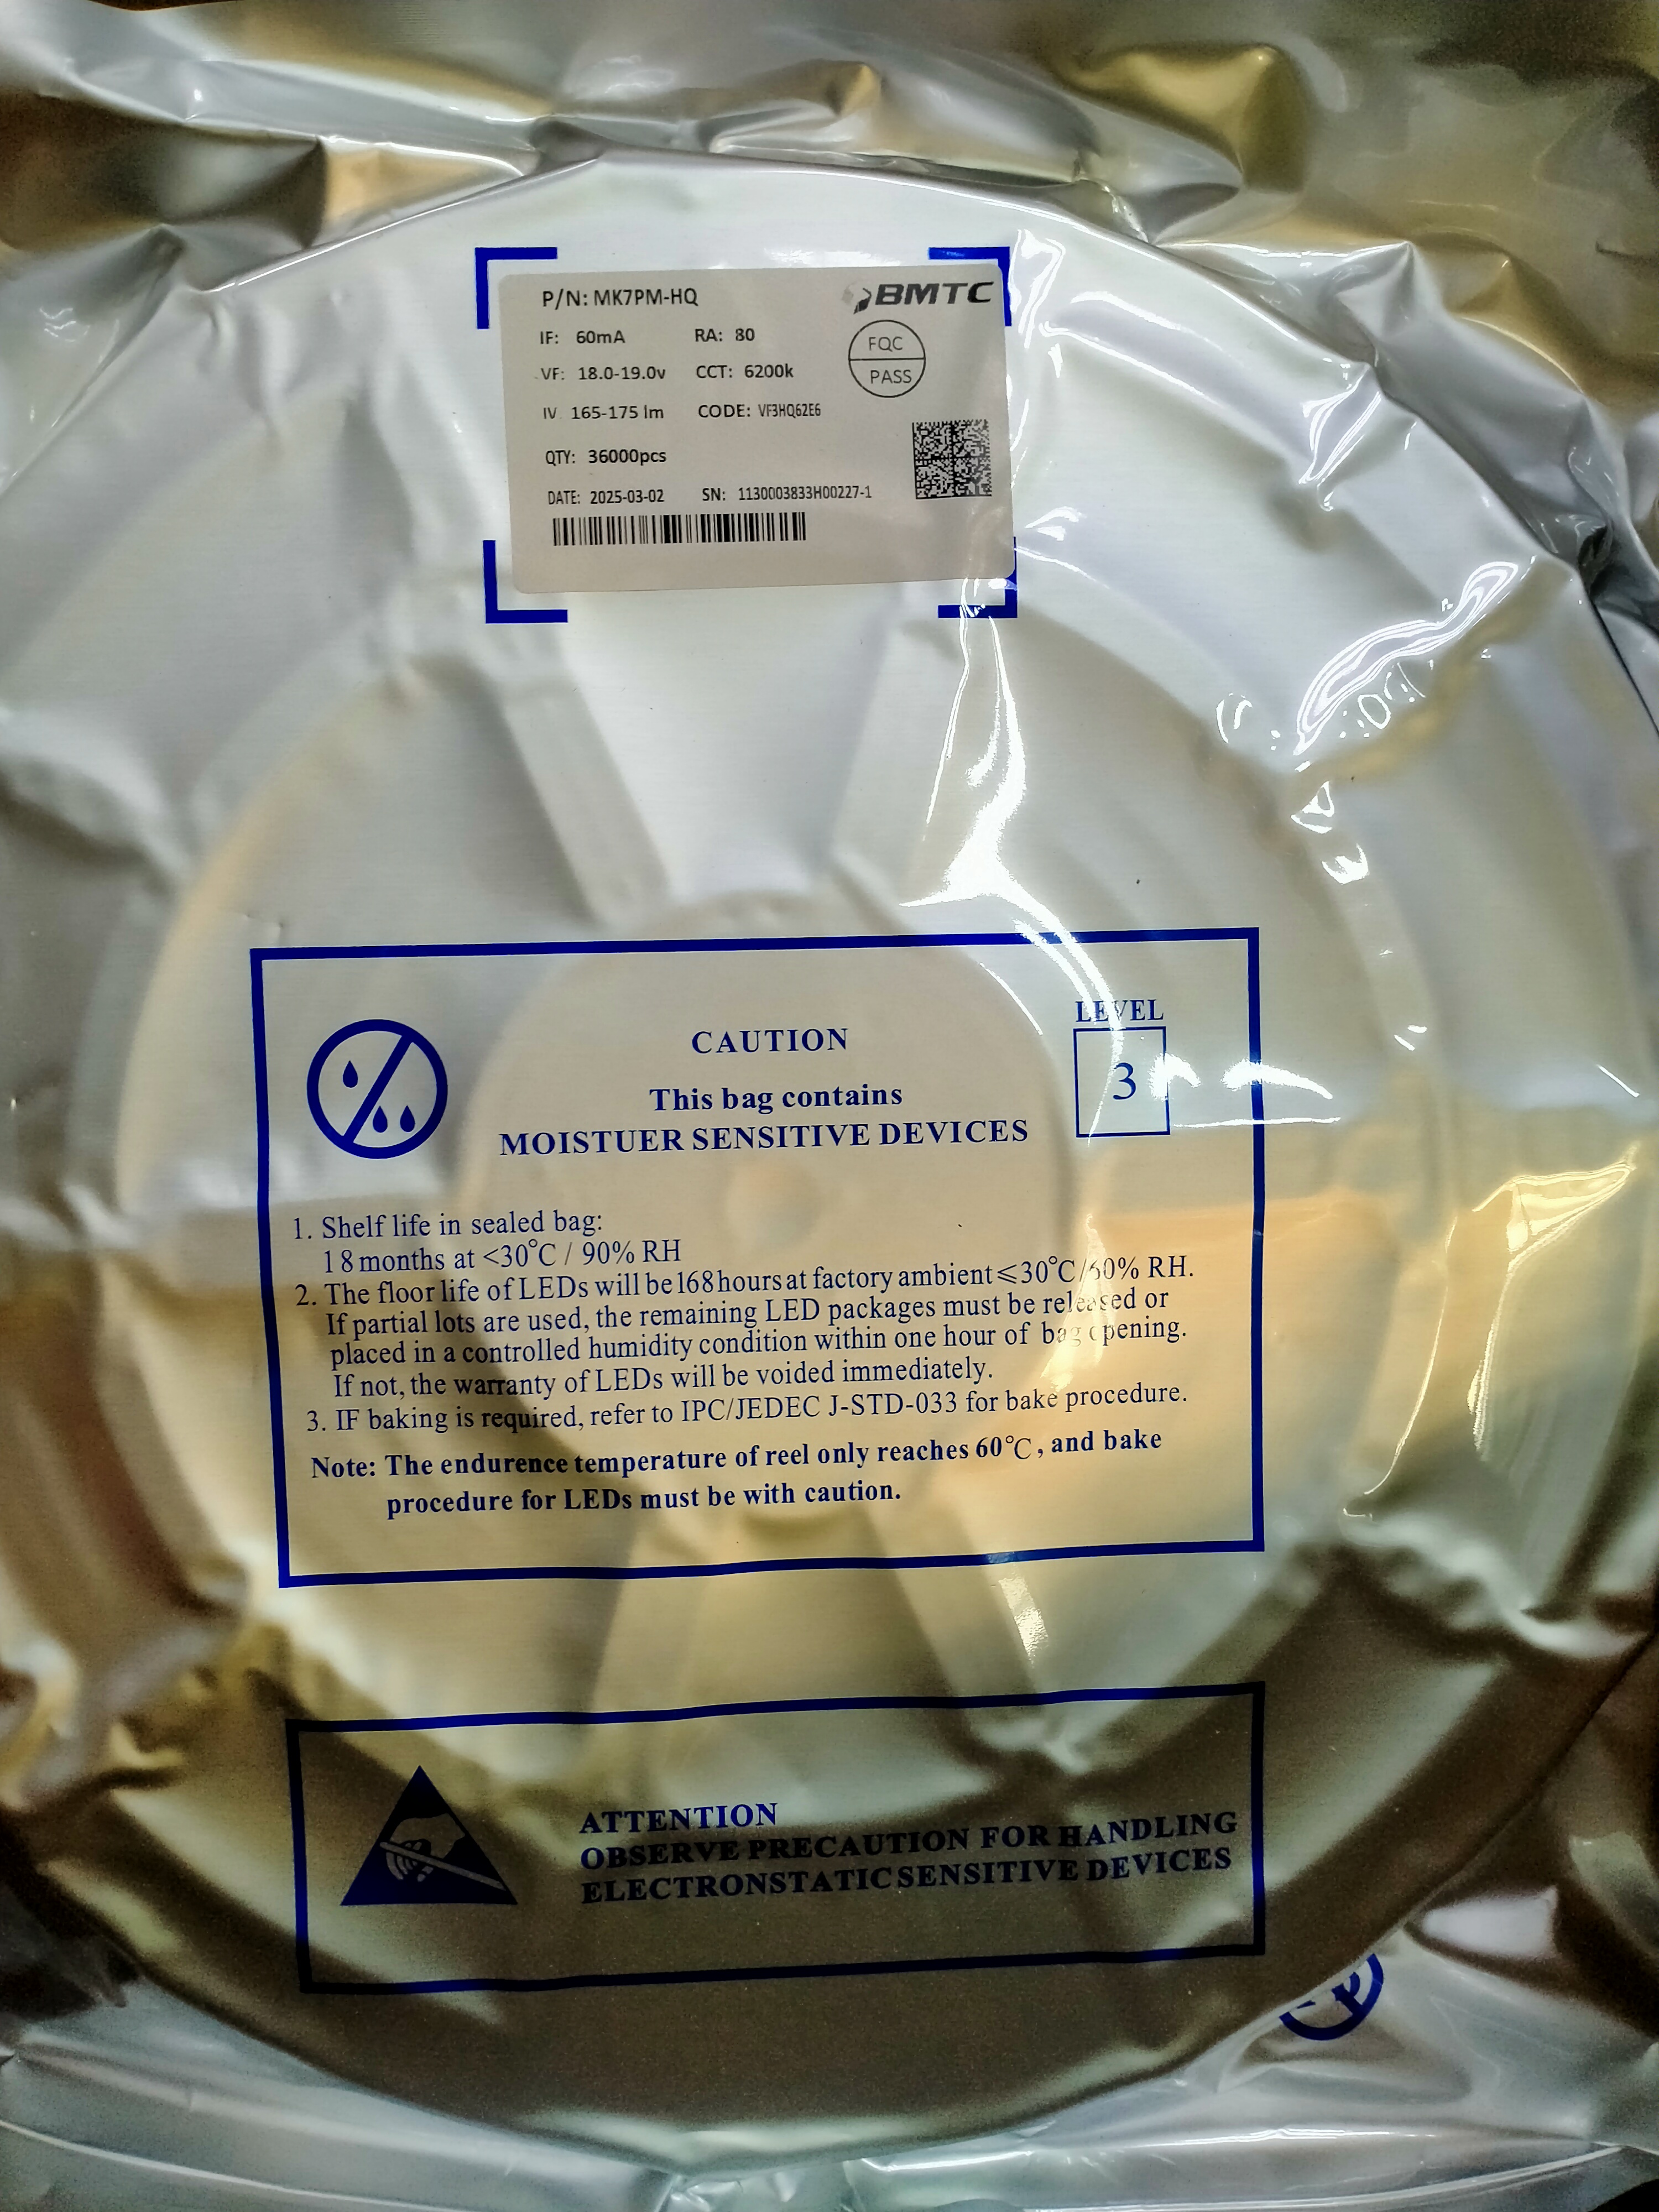 P/N: MK7PM-HQ
BMTC
IF: 60mA RA: 80
FQC
VF: 18.0-19.0v CCT: 6200k
PASS
IV 165-175 lm CODE: VF3HQ62E6
QTY: 36000pcs
DATE: 2025-03-02 SN: 1130003833H00227-1
LEVEL
3
CAUTION
This bag contains
MOISTUER SENSITIVE DEVICES
1. Shelf life in sealed bag:
18 months at <30℃ / 90% RH
2. The floor life of LEDs will be 168 hours at factory ambient ≤30℃/60% RH.
If partial lots are used, the remaining LED packages must be released or
placed in a controlled humidity condition within one hour of bag opening.
If not, the warranty of LEDs will be voided immediately.
3. IF baking is required, refer to IPC/JEDEC J-STD-033 for bake procedure.
Note: The endurence temperature of reel only reaches 60℃, and bake
procedure for LEDs must be with caution.
ATTENTION
OBSERVE PRECAUTION FOR HANDLING
ELECTRONSTATIC SENSITIVE DEVICES